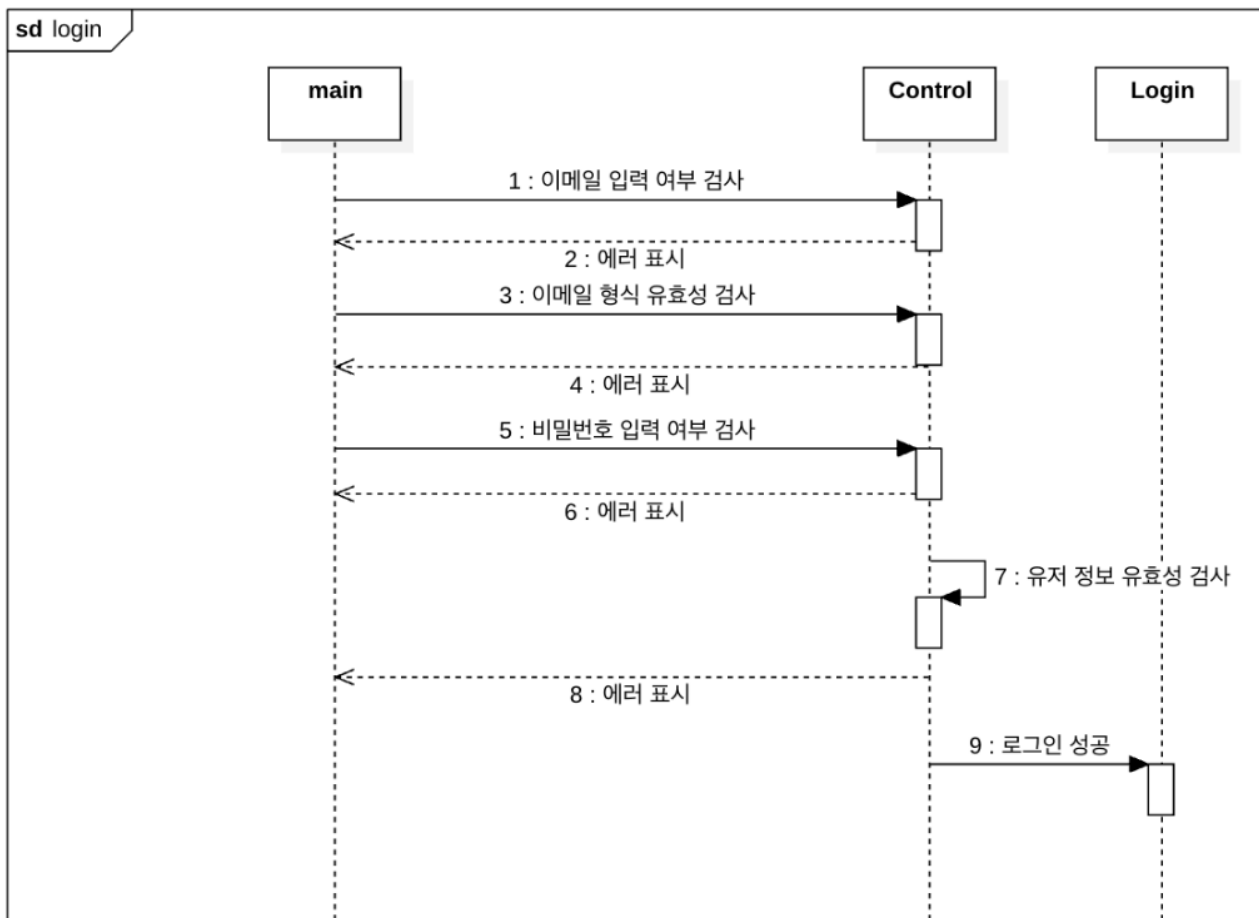 sd login
main
Control
Login
1 : 이메일 입력 여부 검사
2 : 에러 표시
3 : 이메일 형식 유효성 검사
4 : 에러 표시
5 : 비밀번호 입력 여부 검사
6 : 에러 표시
7 : 유저 정보 유효성 검사
8 : 에러 표시
9 : 로그인 성공